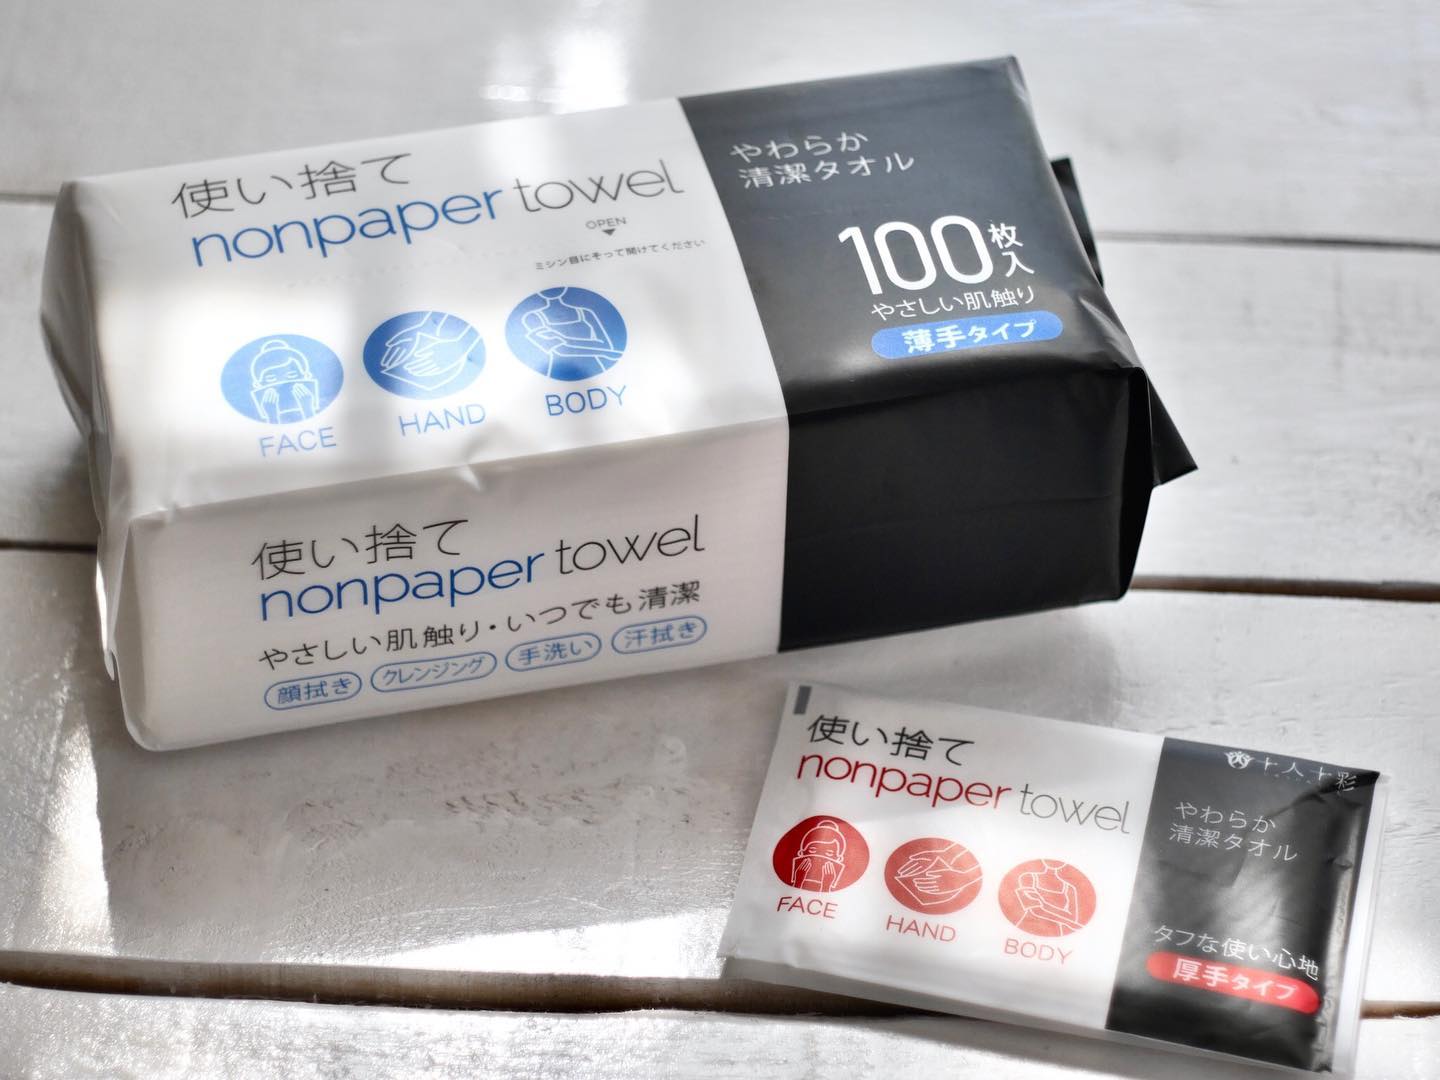 使い捨て
nonpaper towel
OPEN
ミシン目にそって開けてください
FACE
HAND
BODY
やわらか
清潔タオル
100枚入
やさしい肌触り
薄手タイプ
使い捨て
nonpaper towel
やさしい肌触り・いつでも清潔
顔拭き クレンジング 手洗い 汗拭き
使い捨て
nonpaper towel
FACE
HAND
BODY
十人十彩
やわらか
清潔タオル
タフな使い心地
厚手タイプ